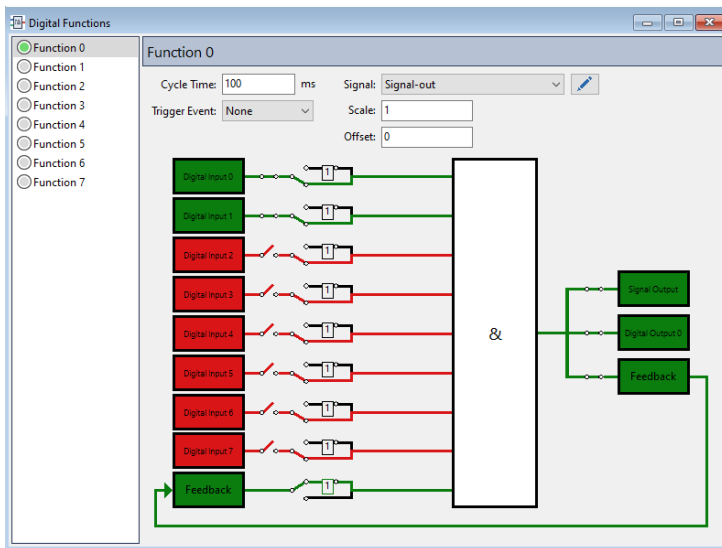 Digital Functions
Function 0
Function 1
Function 2
Function 3
Function 4
Function 5
Function 6
Function 7
Function 0
Cycle Time: 100 ms Signal: Signal-out
Trigger Event: None Scale: 1
Offset: 0
Digital Input 0 1
Digital Input 1 1
Digital Input 2 1
Digital Input 3 1
Digital Input 4 1
Digital Input 5 1
Digital Input 6 1
Digital Input 7 1
Feedback 1
&
Signal Output
Digital Output 0
Feedback